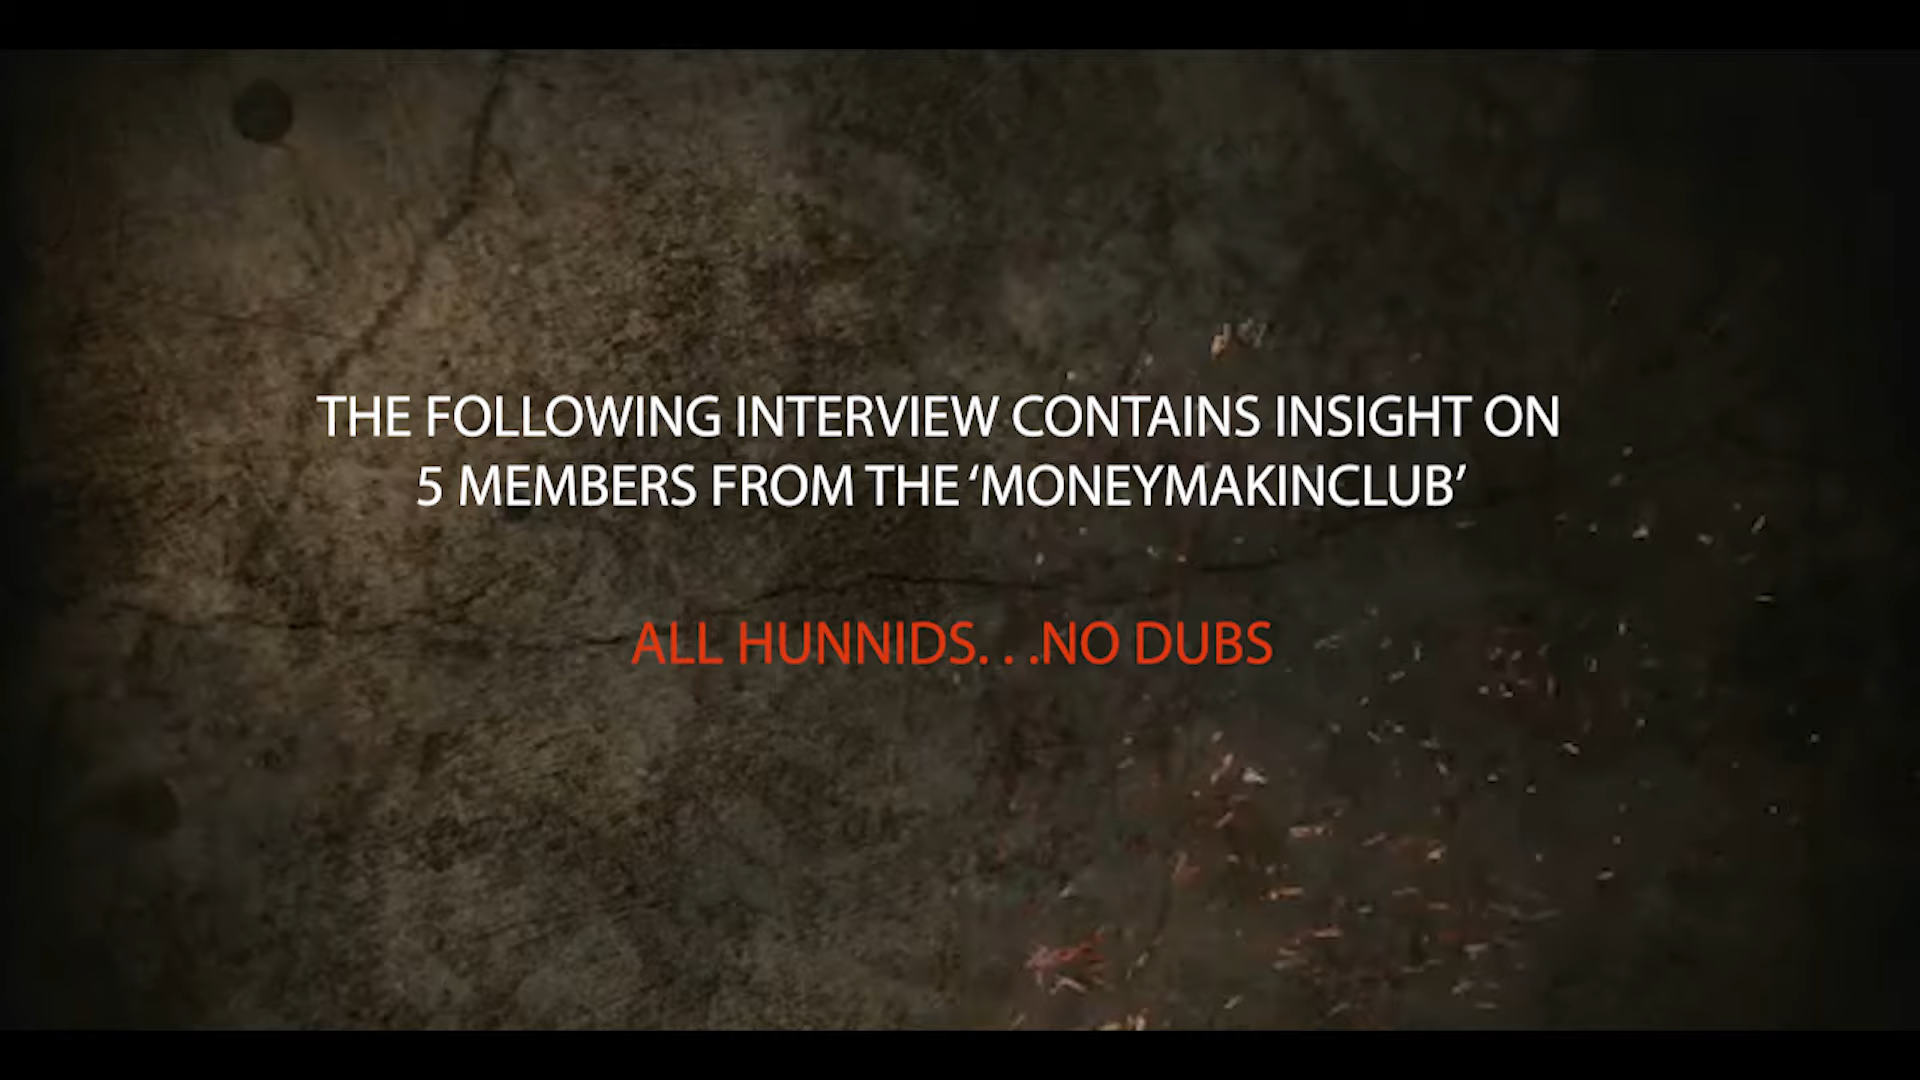 THE FOLLOWING INTERVIEW CONTAINS INSIGHT ON
5 MEMBERS FROM THE ‘MONEYMAKINCLUB’
ALL HUNNIDS. . .NO DUBS